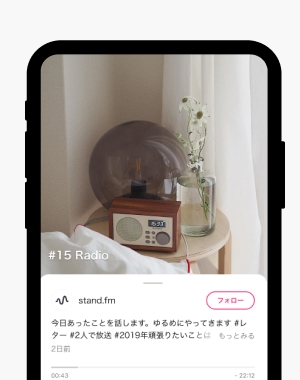 #15 Radio
stand.fm
フォロー
今日あったことを話します。ゆるめにやってきます #レ
ター #2人で放送 #2019年頑張りたいことは もっとみる
2日前
00:43
- 22:12